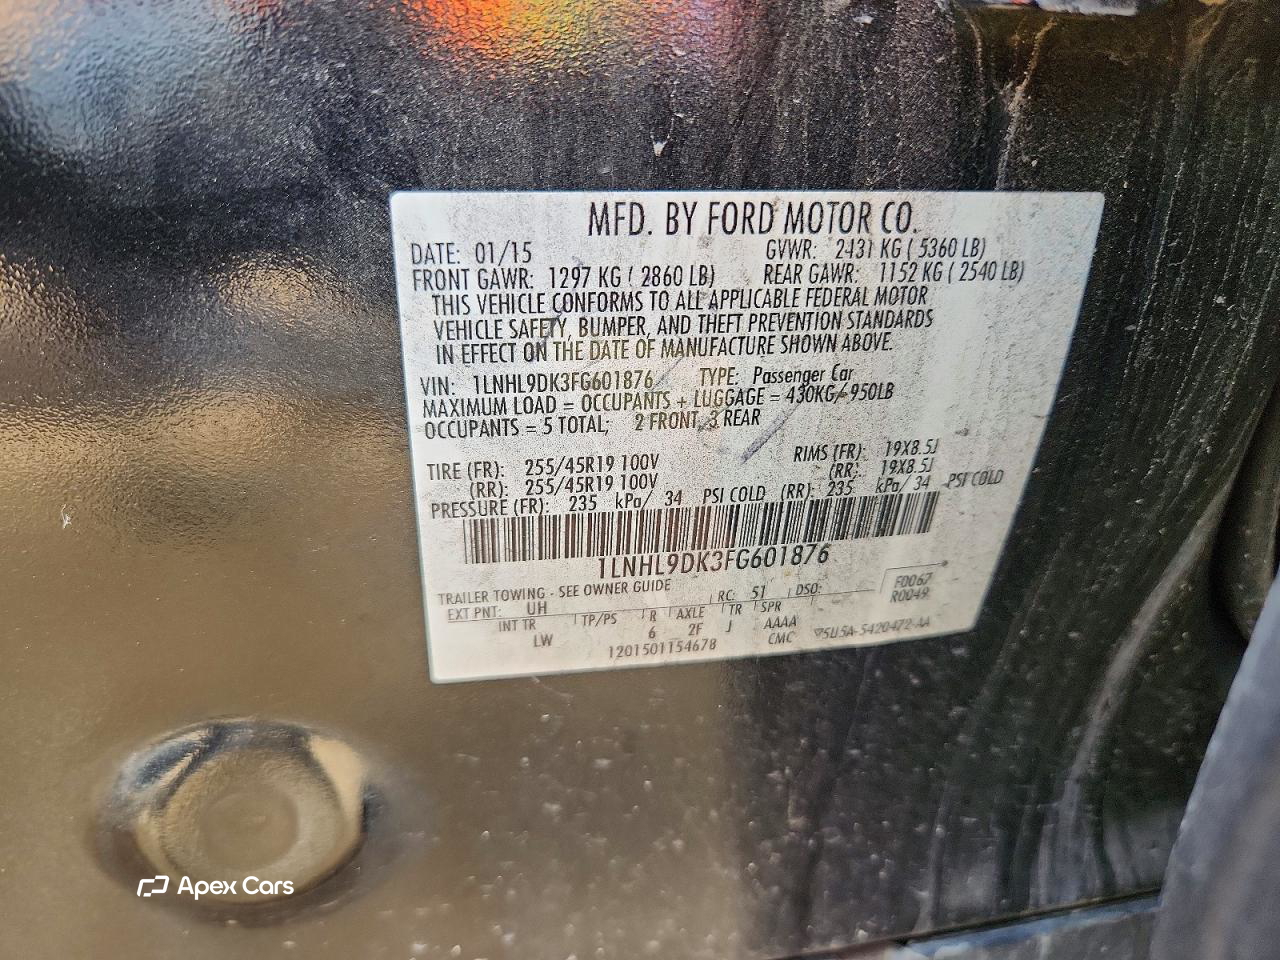 MFD. BY FORD MOTOR CO.
DATE: 01/15 GVWR: 2431 KG ( 5360 LB)
FRONT GAWR: 1297 KG ( 2860 LB) REAR GAWR: 1152 KG ( 2540 LB)
THIS VEHICLE CONFORMS TO ALL APPLICABLE FEDERAL MOTOR
VEHICLE SAFETY, BUMPER, AND THEFT PREVENTION STANDARDS
IN EFFECT ON THE DATE OF MANUFACTURE SHOWN ABOVE.
VIN: 1LNHL9DK3FG601876 TYPE: Passenger Car
MAXIMUM LOAD = OCCUPANTS + LUGGAGE = 430KG/ 950LB
OCCUPANTS = 5 TOTAL; 2 FRONT, 3 REAR
TIRE (FR): 255/45R19 100V RIMS (FR): 19X8.5J
(RR): 255/45R19 100V (RR): 19X8.5J
PRESSURE (FR): 235 kPa/ 34 PSI COLD (RR): 235 kPa/ 34 PSI COLD
1LNHL9DK3FG601876
TRAILER TOWING - SEE OWNER GUIDE
EXT PNT: UH RC: 51 DSO: F0067
R0049
INT TR TP/PS R AXLE TR SPR
LW 6 2F J AAAA
1201501154678 CMC 5U5A-5420472-AA
Apex Cars